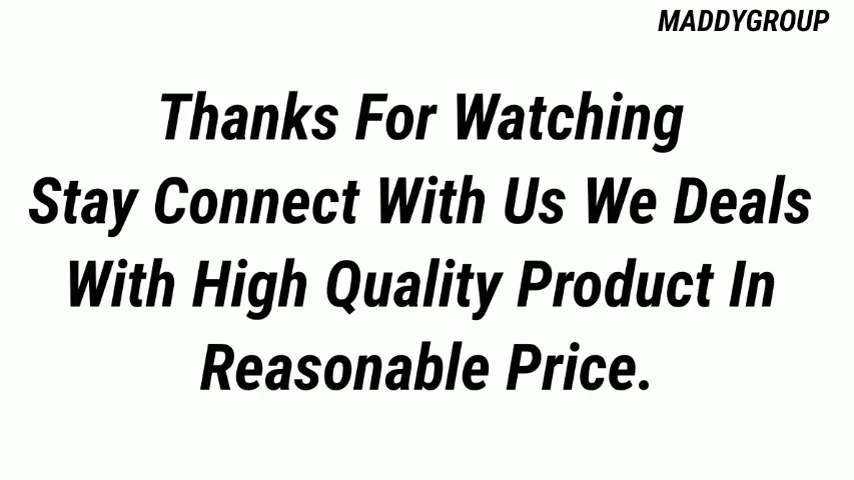 MADDYGROUP
Thanks For Watching
Stay Connect With Us We Deals
With High Quality Product In
Reasonable Price.